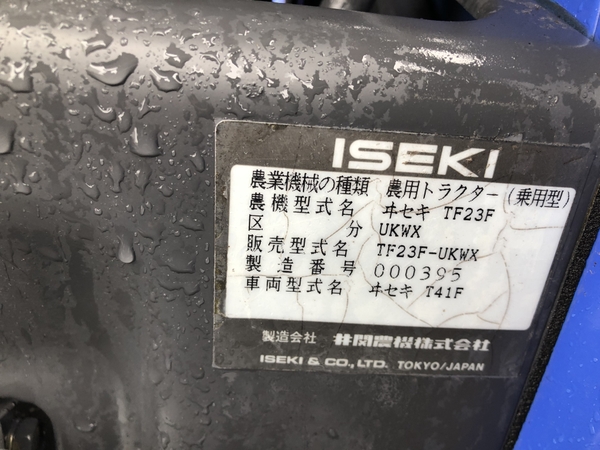 ISEKI
農業機械の種類 農用トラクター(乗用型)
農機型式名 ヰセキ TF23F
区分 UKWX
販売型式名 TF23F-UKWX
製造番号 000395
車両型式名 ヰセキ T41F
製造会社 井関農機株式会社
ISEKI & CO., LTD. TOKYO/JAPAN